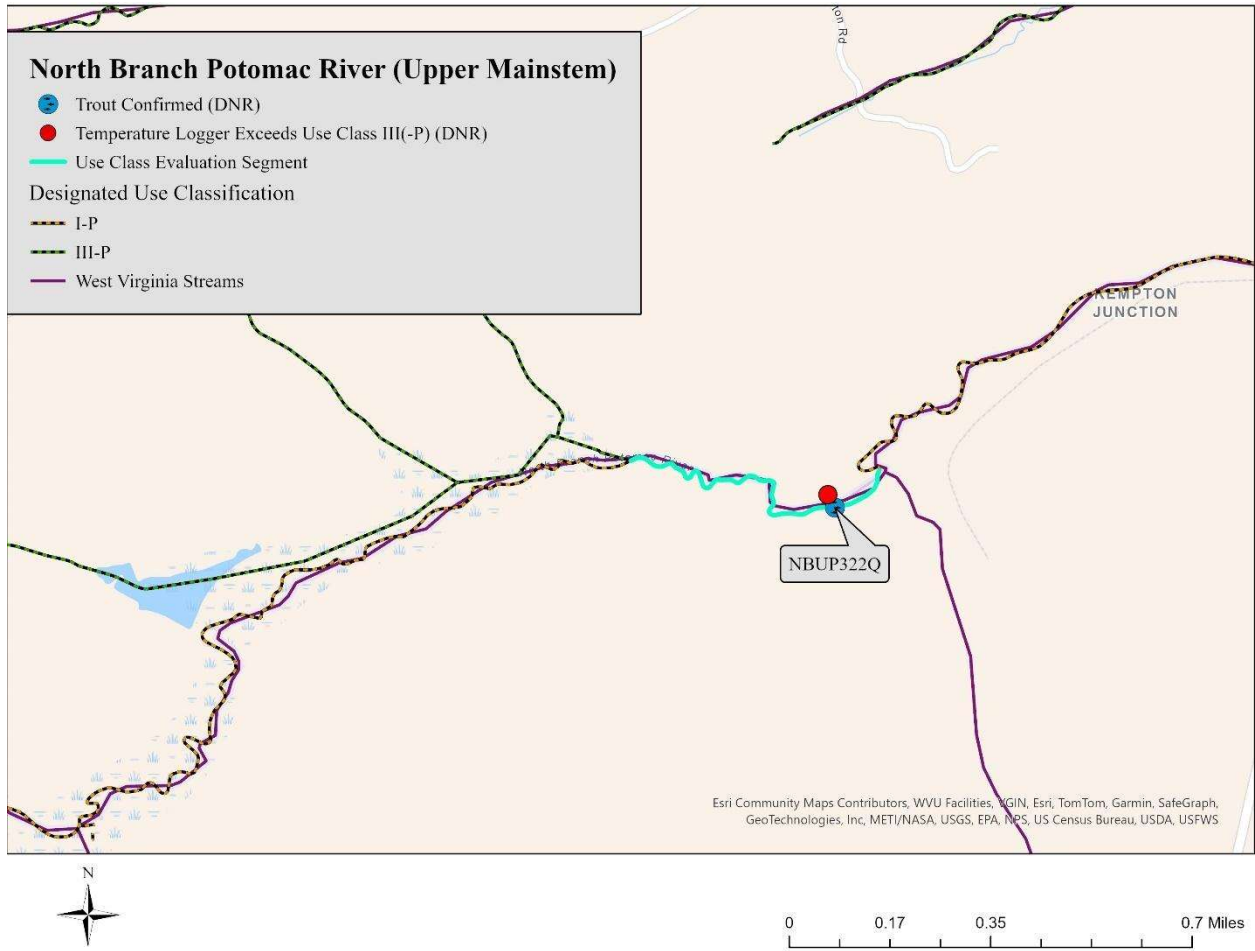 on Rd
North Branch Potomac River (Upper Mainstem)
Trout Confirmed (DNR)
Temperature Logger Exceeds Use Class III(-P) (DNR)
Use Class Evaluation Segment
Designated Use Classification
I-P
III-P
West Virginia Streams
KEMPTON
JUNCTION
NBUP322Q
Esri Community Maps Contributors, WVU Facilities, VGIN, Esri, TomTom, Garmin, SafeGraph,
GeoTechnologies, Inc, METI/NASA, USGS, EPA, NPS, US Census Bureau, USDA, USFWS
N
0 0.17 0.35 0.7 Miles